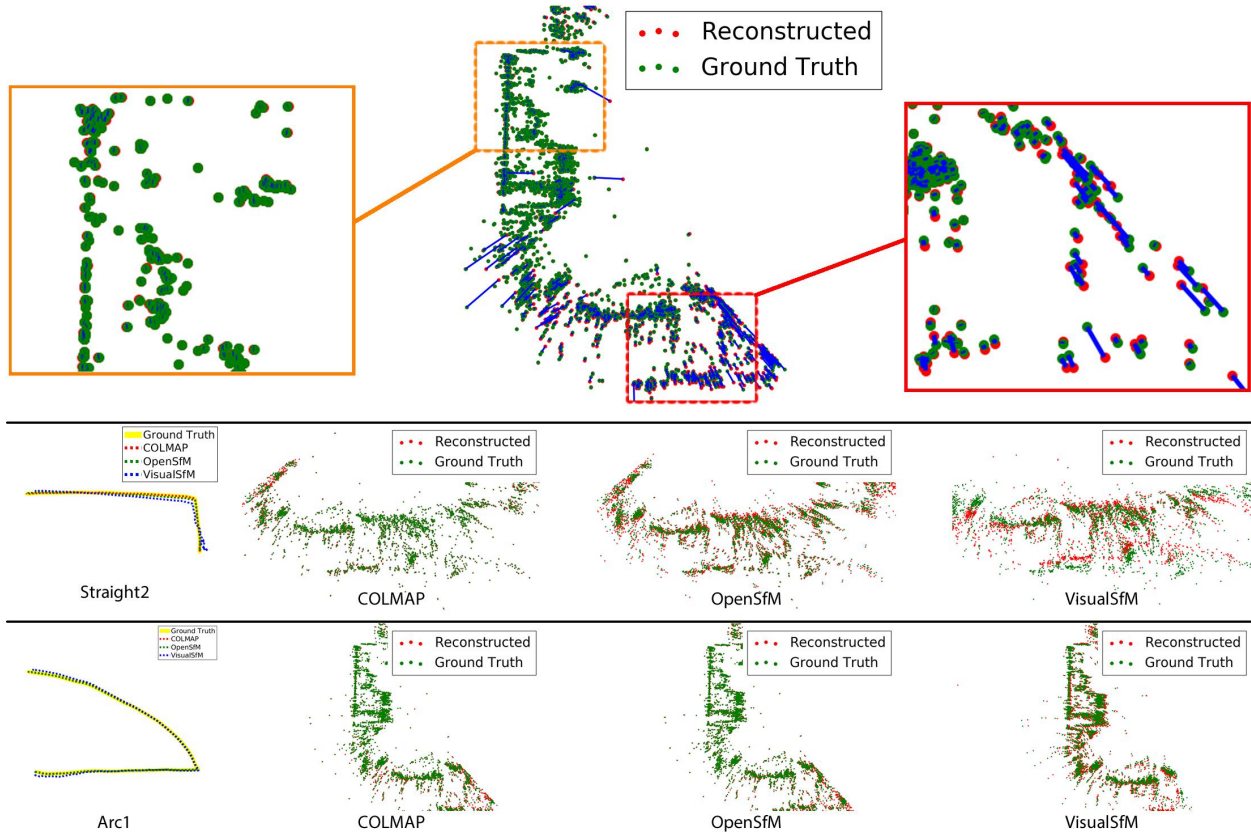 Reconstructed
Ground Truth
Ground Truth
COLMAP
OpenSfM
VisualSfM
Straight2
Reconstructed
Ground Truth
COLMAP
Reconstructed
Ground Truth
OpenSfM
Reconstructed
Ground Truth
VisualSfM
Ground Truth
COLMAP
OpenSfM
VisualSfM
Arc1
Reconstructed
Ground Truth
COLMAP
Reconstructed
Ground Truth
OpenSfM
Reconstructed
Ground Truth
VisualSfM